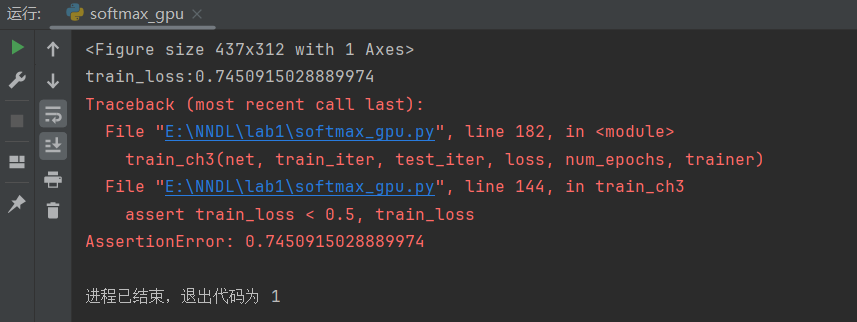 运行: softmax_gpu
<Figure size 437x312 with 1 Axes>
train_loss:0.7450915028889974
Traceback (most recent call last):
  File "E:\NNDL\lab1\softmax_gpu.py", line 182, in <module>
    train_ch3(net, train_iter, test_iter, loss, num_epochs, trainer)
  File "E:\NNDL\lab1\softmax_gpu.py", line 144, in train_ch3
    assert train_loss < 0.5, train_loss
AssertionError: 0.7450915028889974
进程已结束，退出代码为 1